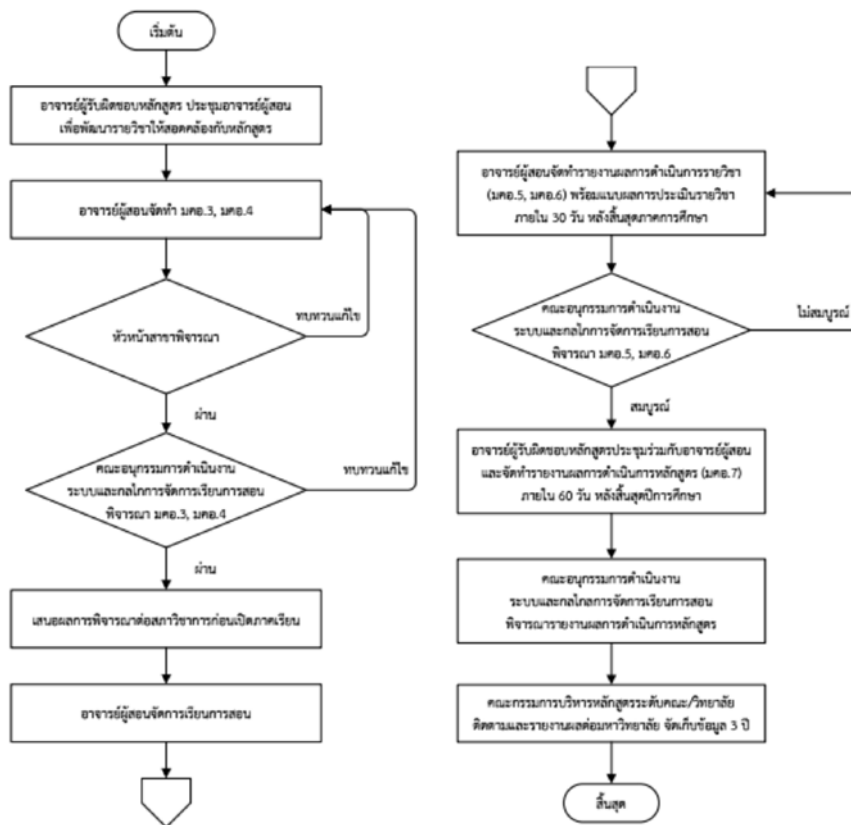 เริ่มต้น
อาจารย์ผู้รับผิดชอบหลักสูตร ประชุมอาจารย์ผู้สอน
เพื่อพัฒนารายวิชาให้สอดคล้องกับหลักสูตร
อาจารย์ผู้สอนจัดทำ มคอ.3, มคอ.4
ทบทวนแก้ไข
หัวหน้าสาขาพิจารณา
ผ่าน
คณะอนุกรรมการดำเนินงาน
ระบบและกลไกการจัดการเรียนการสอน
พิจารณา มคอ.3, มคอ.4
ทบทวนแก้ไข
ผ่าน
เสนอผลการพิจารณาต่อสภาวิชาการก่อนเปิดภาคเรียน
อาจารย์ผู้สอนจัดการเรียนการสอน
อาจารย์ผู้สอนจัดทำรายงานผลการดำเนินการรายวิชา
(มคอ.5, มคอ.6) พร้อมแนบผลการประเมินรายวิชา
ภายใน 30 วัน หลังสิ้นสุดภาคการศึกษา
คณะอนุกรรมการดำเนินงาน
ระบบและกลไกการจัดการเรียนการสอน
พิจารณา มคอ.5, มคอ.6
ไม่สมบูรณ์
สมบูรณ์
อาจารย์ผู้รับผิดชอบหลักสูตรประชุมร่วมกับอาจารย์ผู้สอน
และจัดทำรายงานผลการดำเนินการหลักสูตร (มคอ.7)
ภายใน 60 วัน หลังสิ้นสุดปีการศึกษา
คณะอนุกรรมการดำเนินงาน
ระบบและกลไกลการจัดการเรียนการสอน
พิจารณารายงานผลการดำเนินการหลักสูตร
คณะกรรมการบริหารหลักสูตรระดับคณะ/วิทยาลัย
ติดตามและรายงานผลต่อมหาวิทยาลัย จัดเก็บข้อมูล 3 ปี
สิ้นสุด